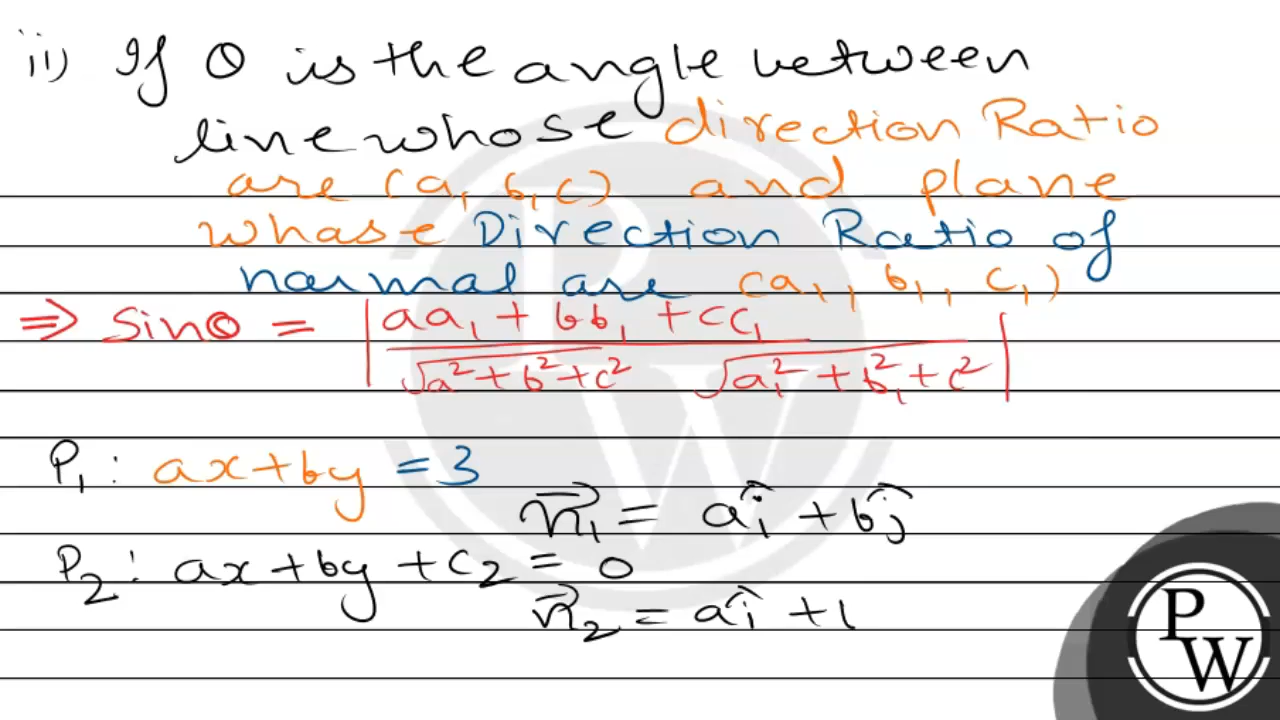 ii) If θ is the angle between
line whose direction Ratio
are (a, b, c) and plane
whase Direction Ratio of
normal are (a₁, b₁, c₁)
⇒ sinθ = | aa₁ + bb₁ + cc₁ / √a² + b² + c² √a₁² + b₁² + c² |
P₁ : ax + by = 3
n⃗₁ = aî + bĵ
P₂ : ax + by + cz = 0
n⃗₂ = aî + l
P
W